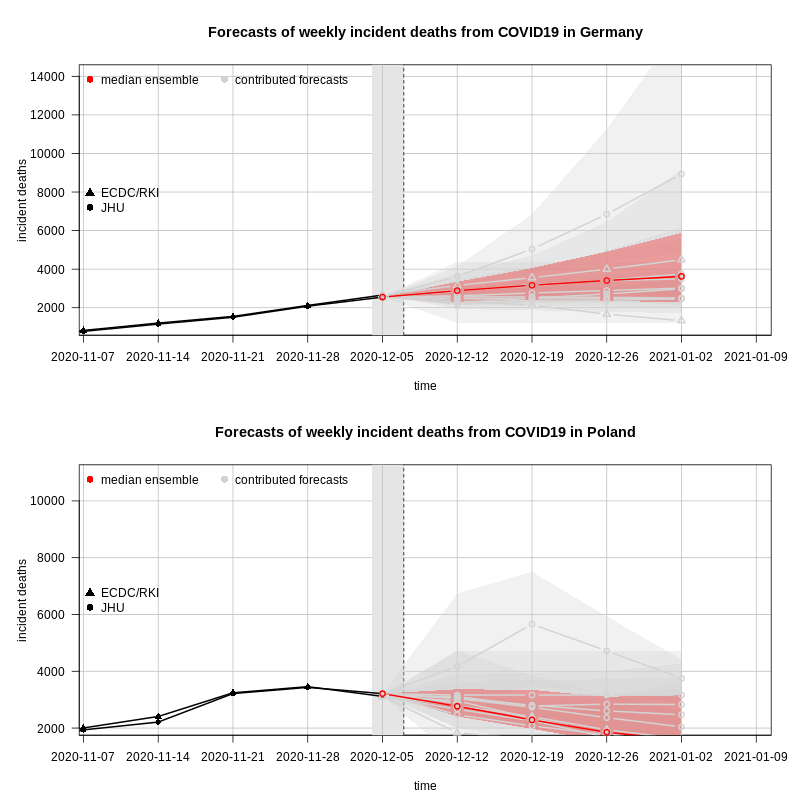 Forecasts of weekly incident deaths from COVID19 in Germany
14000
median ensemble contributed forecasts
12000
10000
8000
ECDC/RKI
JHU
6000
4000
2000
incident deaths
2020-11-07 2020-11-14 2020-11-21 2020-11-28 2020-12-05 2020-12-12 2020-12-19 2020-12-26 2021-01-02 2021-01-09
time
Forecasts of weekly incident deaths from COVID19 in Poland
median ensemble contributed forecasts
10000
8000
ECDC/RKI
JHU
6000
4000
2000
incident deaths
2020-11-07 2020-11-14 2020-11-21 2020-11-28 2020-12-05 2020-12-12 2020-12-19 2020-12-26 2021-01-02 2021-01-09
time